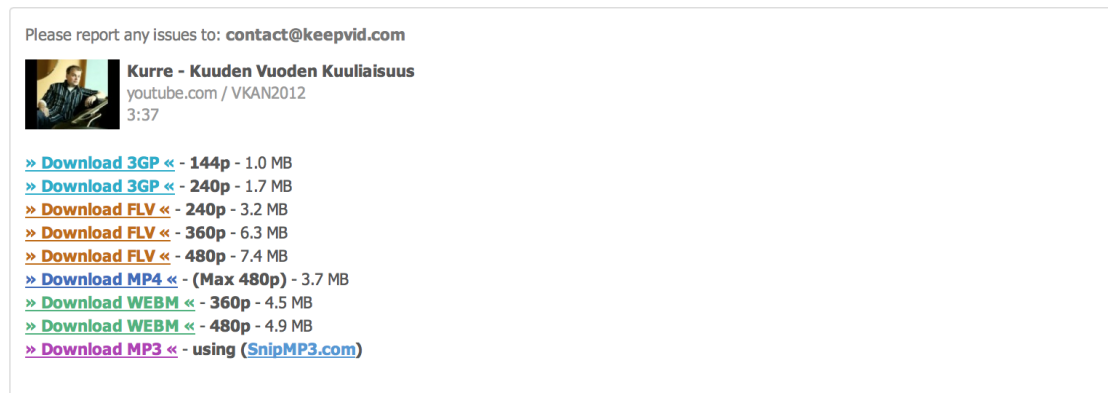 Please report any issues to: contact@keepvid.com
Kurre - Kuuden Vuoden Kuuliaisuus
youtube.com / VKAN2012
3:37
» Download 3GP « - 144p - 1.0 MB
» Download 3GP « - 240p - 1.7 MB
» Download FLV « - 240p - 3.2 MB
» Download FLV « - 360p - 6.3 MB
» Download FLV « - 480p - 7.4 MB
» Download MP4 « - (Max 480p) - 3.7 MB
» Download WEBM « - 360p - 4.5 MB
» Download WEBM « - 480p - 4.9 MB
» Download MP3 « - using (SnipMP3.com)